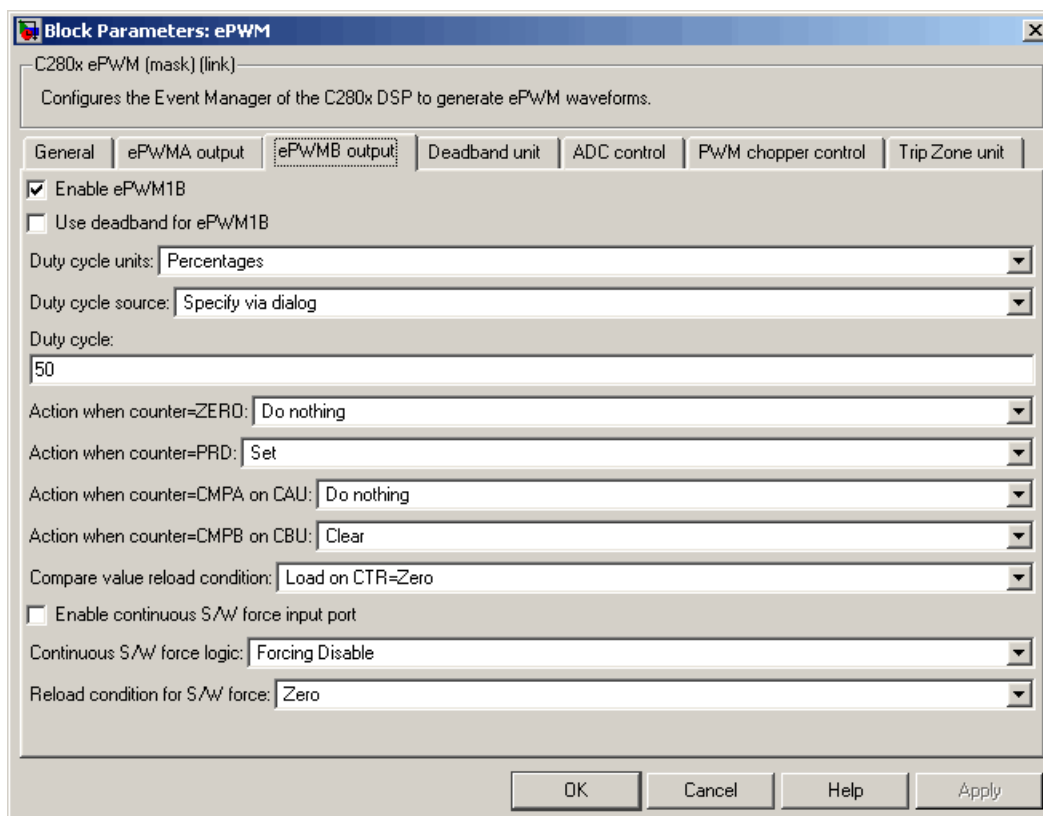 Block Parameters: ePWM
C280x ePWM (mask) (link)
Configures the Event Manager of the C280x DSP to generate ePWM waveforms.
General ePWMA output ePWMB output Deadband unit ADC control PWM chopper control Trip Zone unit
Enable ePWM1B
Use deadband for ePWM1B
Duty cycle units: Percentages
Duty cycle source: Specify via dialog
Duty cycle:
50
Action when counter=ZERO: Do nothing
Action when counter=PRD: Set
Action when counter=CMPA on CAU: Do nothing
Action when counter=CMPB on CBU: Clear
Compare value reload condition: Load on CTR=Zero
Enable continuous S/W force input port
Continuous S/W force logic: Forcing Disable
Reload condition for S/W force: Zero
OK Cancel Help Apply